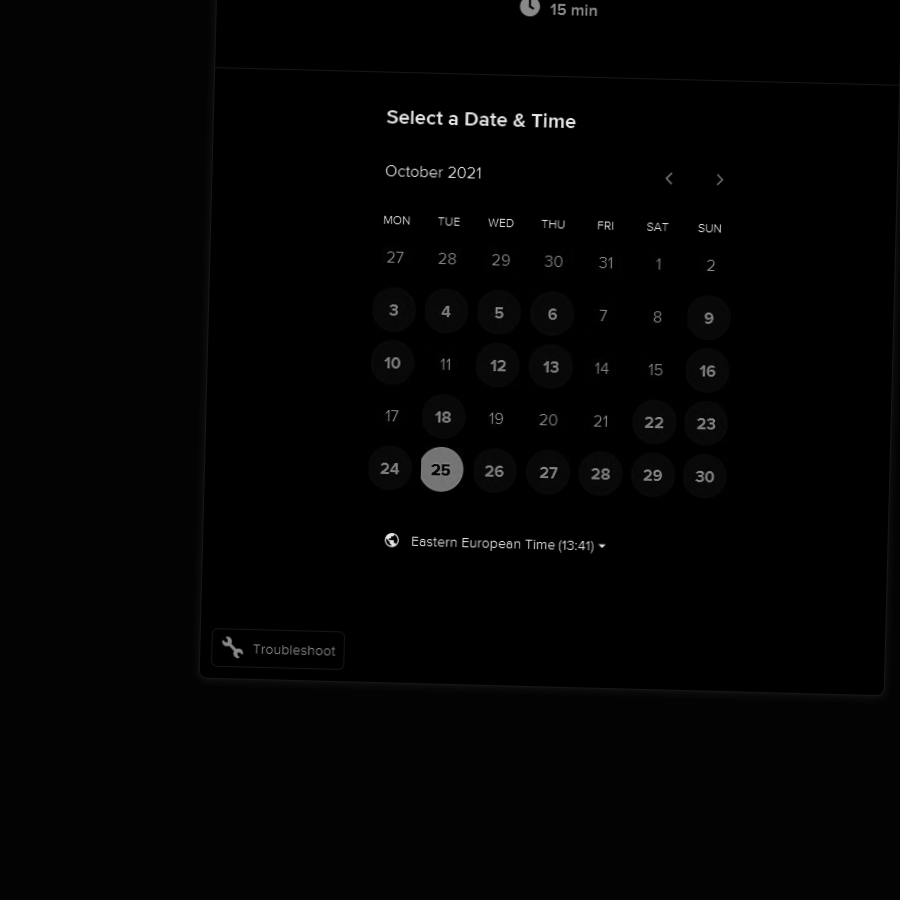 15 min
Select a Date & Time
October 2021
MON TUE WED THU FRI SAT SUN
27 28 29 30 31 1 2
3 4 5 6 7 8 9
10 11 12 13 14 15 16
17 18 19 20 21 22 23
24 25 26 27 28 29 30
Eastern European Time (13:41)
Troubleshoot